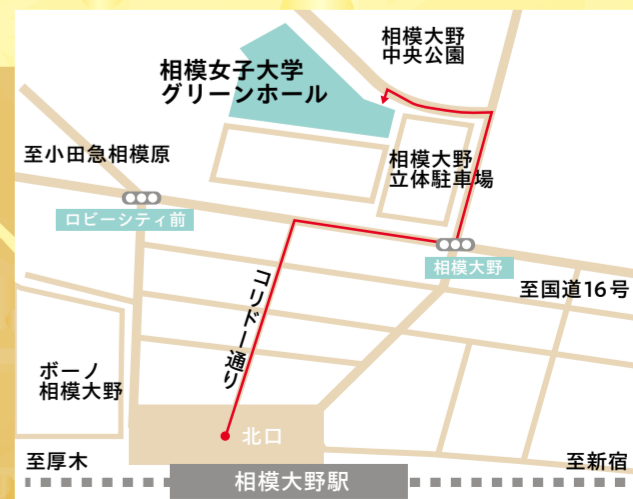 相模大野
中央公園
相模女子大学
グリーンホール
至小田急相模原
相模大野
立体駐車場
ロビーシティ前
相模大野
至国道16号
コリドー通り
ボーノ
相模大野
北口
至厚木
至新宿
相模大野駅